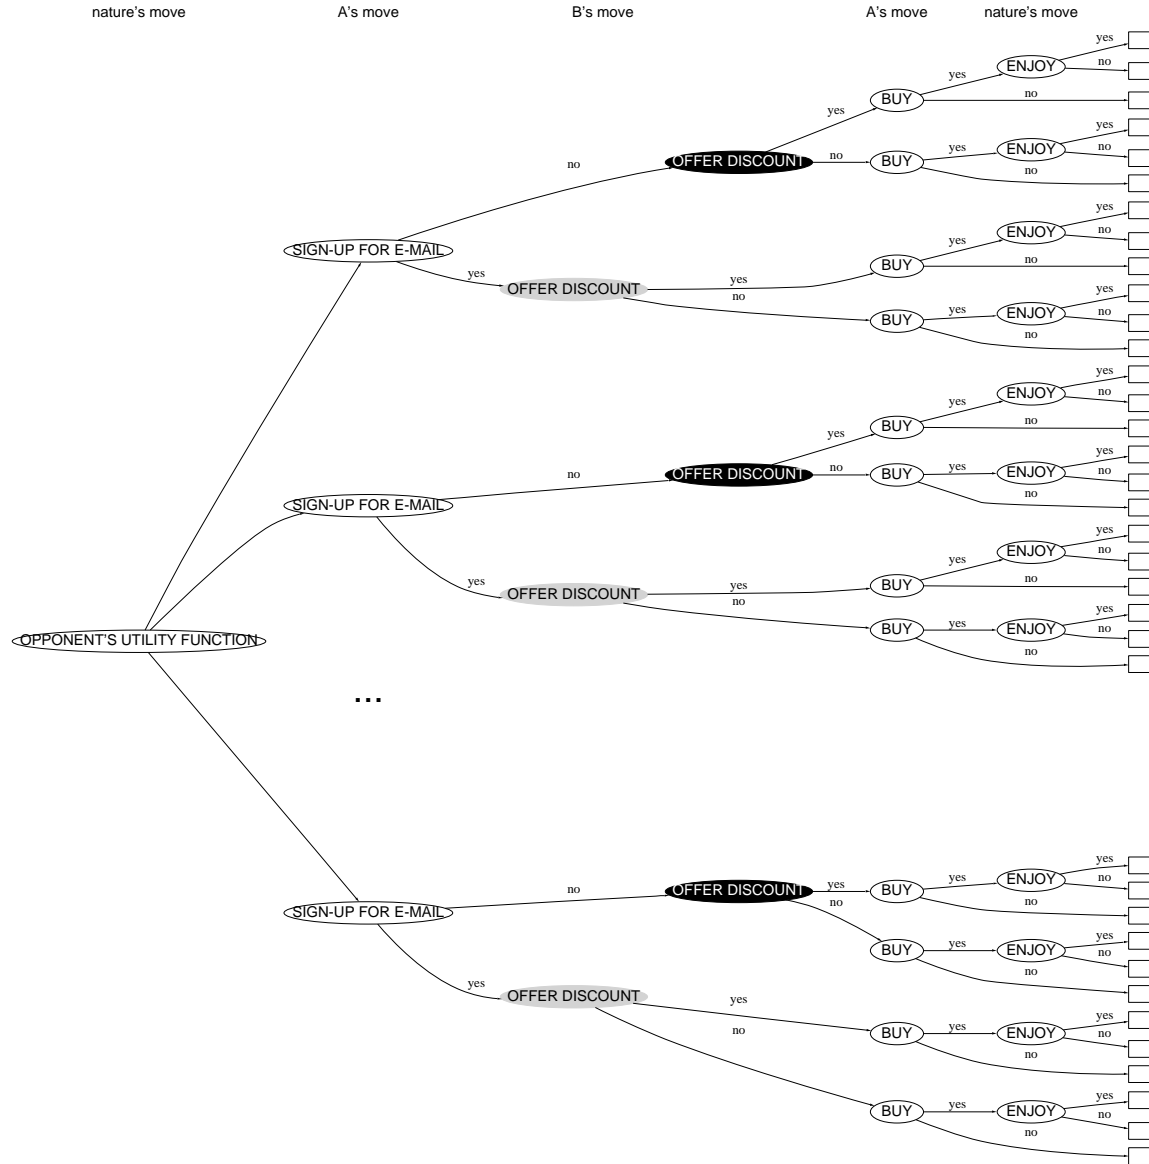 nature's move A's move B's move A's move nature's move
yes
ENJOY
no
yes
BUY
no
yes
yes
ENJOY
no
no
OFFER DISCOUNT
no
yes
BUY
no
yes
ENJOY
no
yes
SIGN-UP FOR E-MAIL
yes
BUY
no
yes
OFFER DISCOUNT
yes
no
yes
ENJOY
no
yes
BUY
no
yes
ENJOY
no
yes
BUY
no
yes
yes
no
OFFER DISCOUNT
no
BUY
yes
ENJOY
no
no
SIGN-UP FOR E-MAIL
yes
ENJOY
no
yes
OFFER DISCOUNT
yes
yes
BUY
no
no
yes
BUY
yes
ENJOY
no
no
OPPONENT'S UTILITY FUNCTION
...
yes
ENJOY
no
no
OFFER DISCOUNT
yes
BUY
yes
no
no
SIGN-UP FOR E-MAIL
yes
BUY
yes
ENJOY
no
no
yes
OFFER DISCOUNT
yes
no
yes
BUY
yes
ENJOY
no
no
yes
BUY
yes
ENJOY
no
no